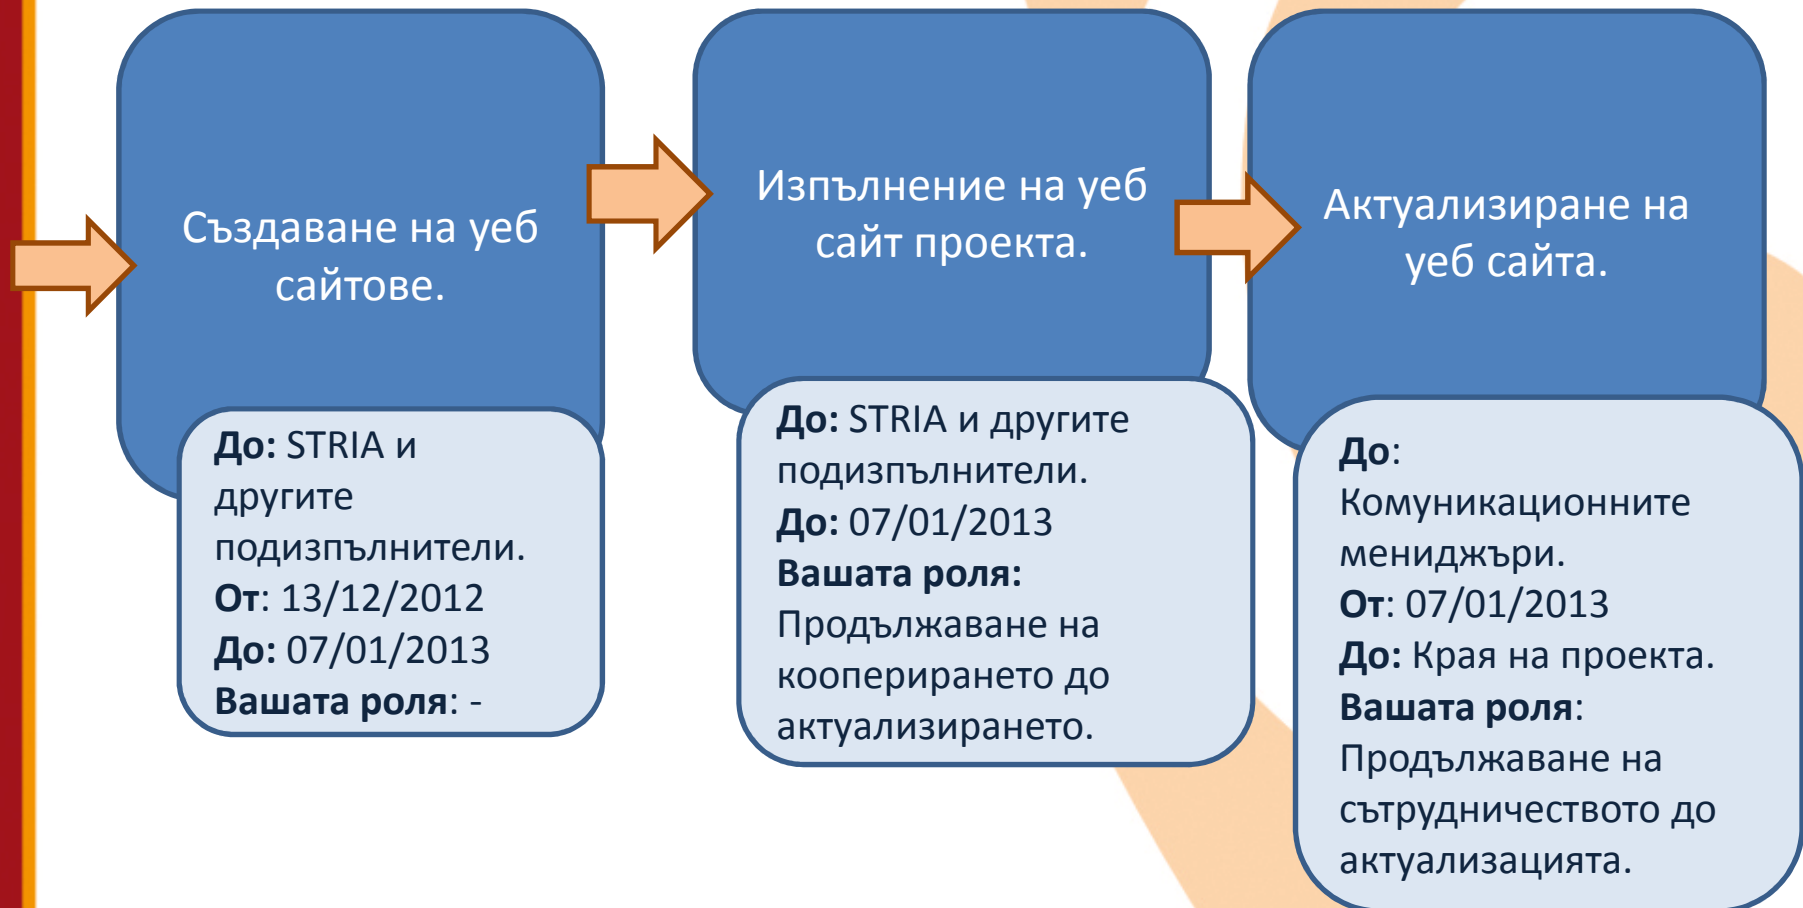 Създаване на уеб
сайтове.
До: STRIA и
другите
подизпълнители.
От: 13/12/2012
До: 07/01/2013
Вашата роля: -
Изпълнение на уеб
сайт проекта.
До: STRIA и другите
подизпълнители.
До: 07/01/2013
Вашата роля:
Продължаване на
кооперирането до
актуализирането.
Актуализиране на
уеб сайта.
До:
Комуникационните
мениджъри.
От: 07/01/2013
До: Края на проекта.
Вашата роля:
Продължаване на
сътрудничеството до
актуализацията.